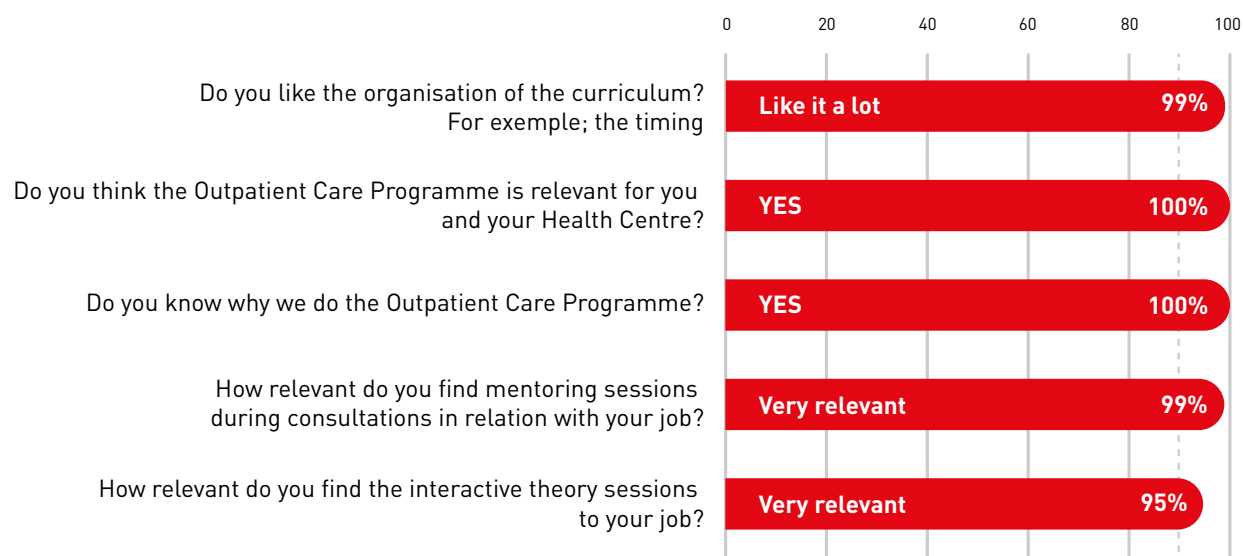 0 20 40 60 80 100
Do you like the organisation of the curriculum?
For exemple; the timing
Like it a lot 99%
Do you think the Outpatient Care Programme is relevant for you
and your Health Centre?
YES 100%
Do you know why we do the Outpatient Care Programme?
YES 100%
How relevant do you find mentoring sessions
during consultations in relation with your job?
Very relevant 99%
How relevant do you find the interactive theory sessions
to your job?
Very relevant 95%